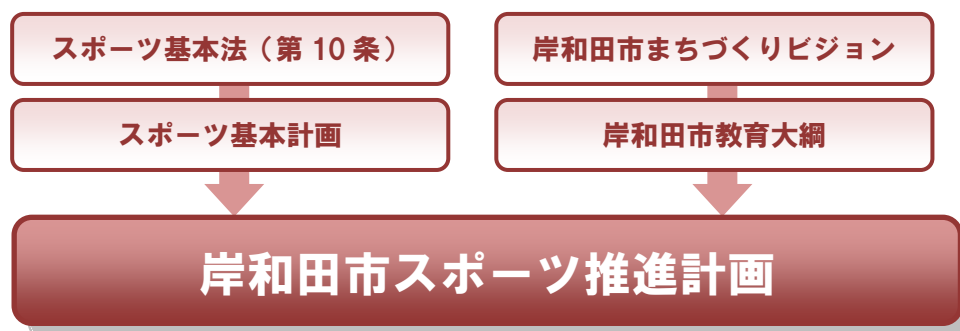 スポーツ基本法（第 10 条）
スポーツ基本計画
岸和田市まちづくりビジョン
岸和田市教育大綱
岸和田市スポーツ推進計画